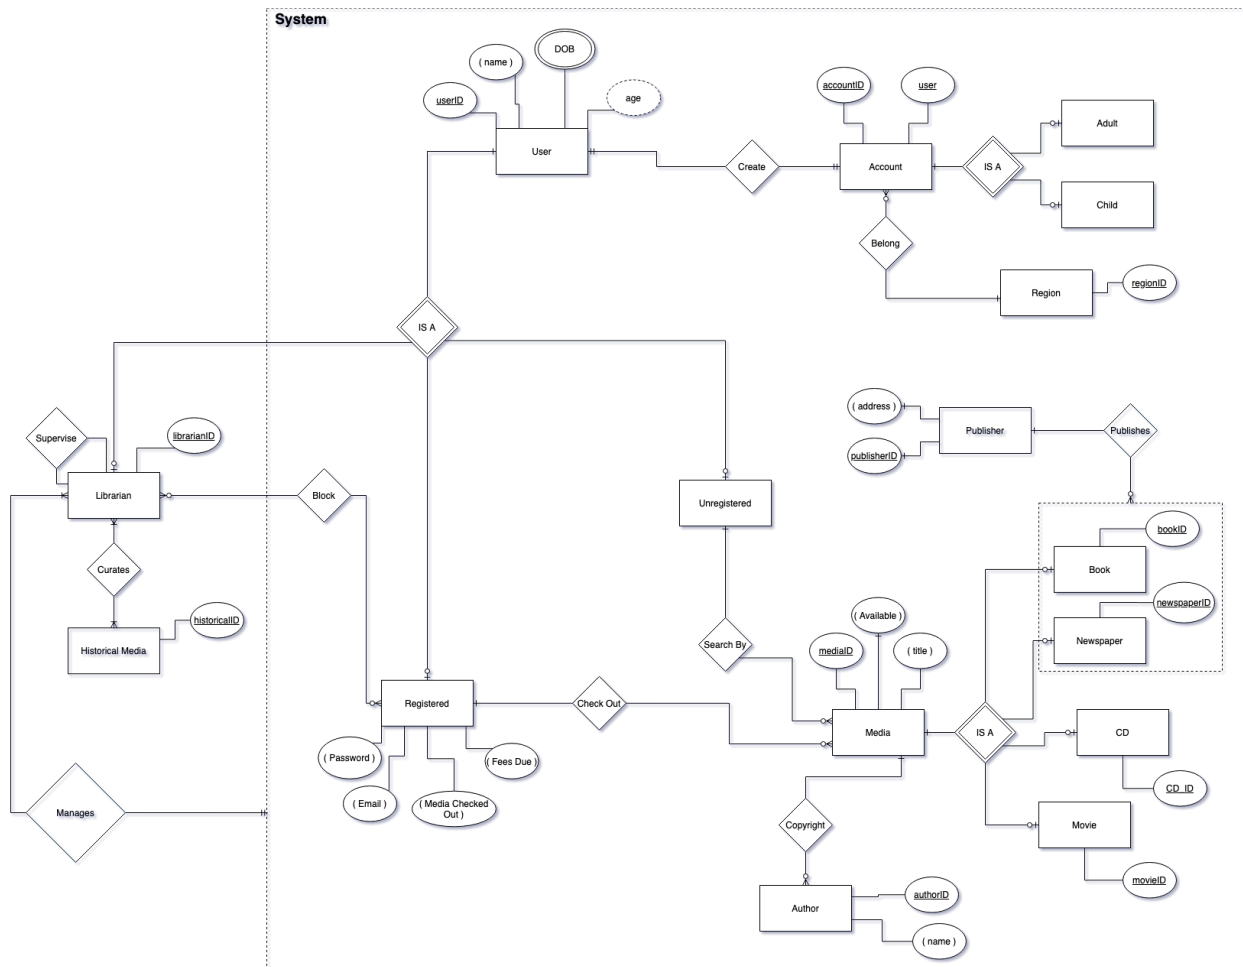 System
DOB
( name )
userID
age
accountID
user
User
Create
Account
IS A
Adult
Child
Belong
Region
regionID
IS A
( address )
Publisher
Publishes
publisherID
Supervise
librarianID
Librarian
Block
Unregistered
bookID
Book
Curates
newspaperID
Newspaper
historicalID
Historical Media
( Available )
Search By
mediaID
( title )
Registered
Check Out
Media
IS A
CD
( Password )
( Fees Due )
CD_ID
( Email )
( Media Checked
Out )
Manages
Copyright
Movie
movieID
Author
authorID
( name )